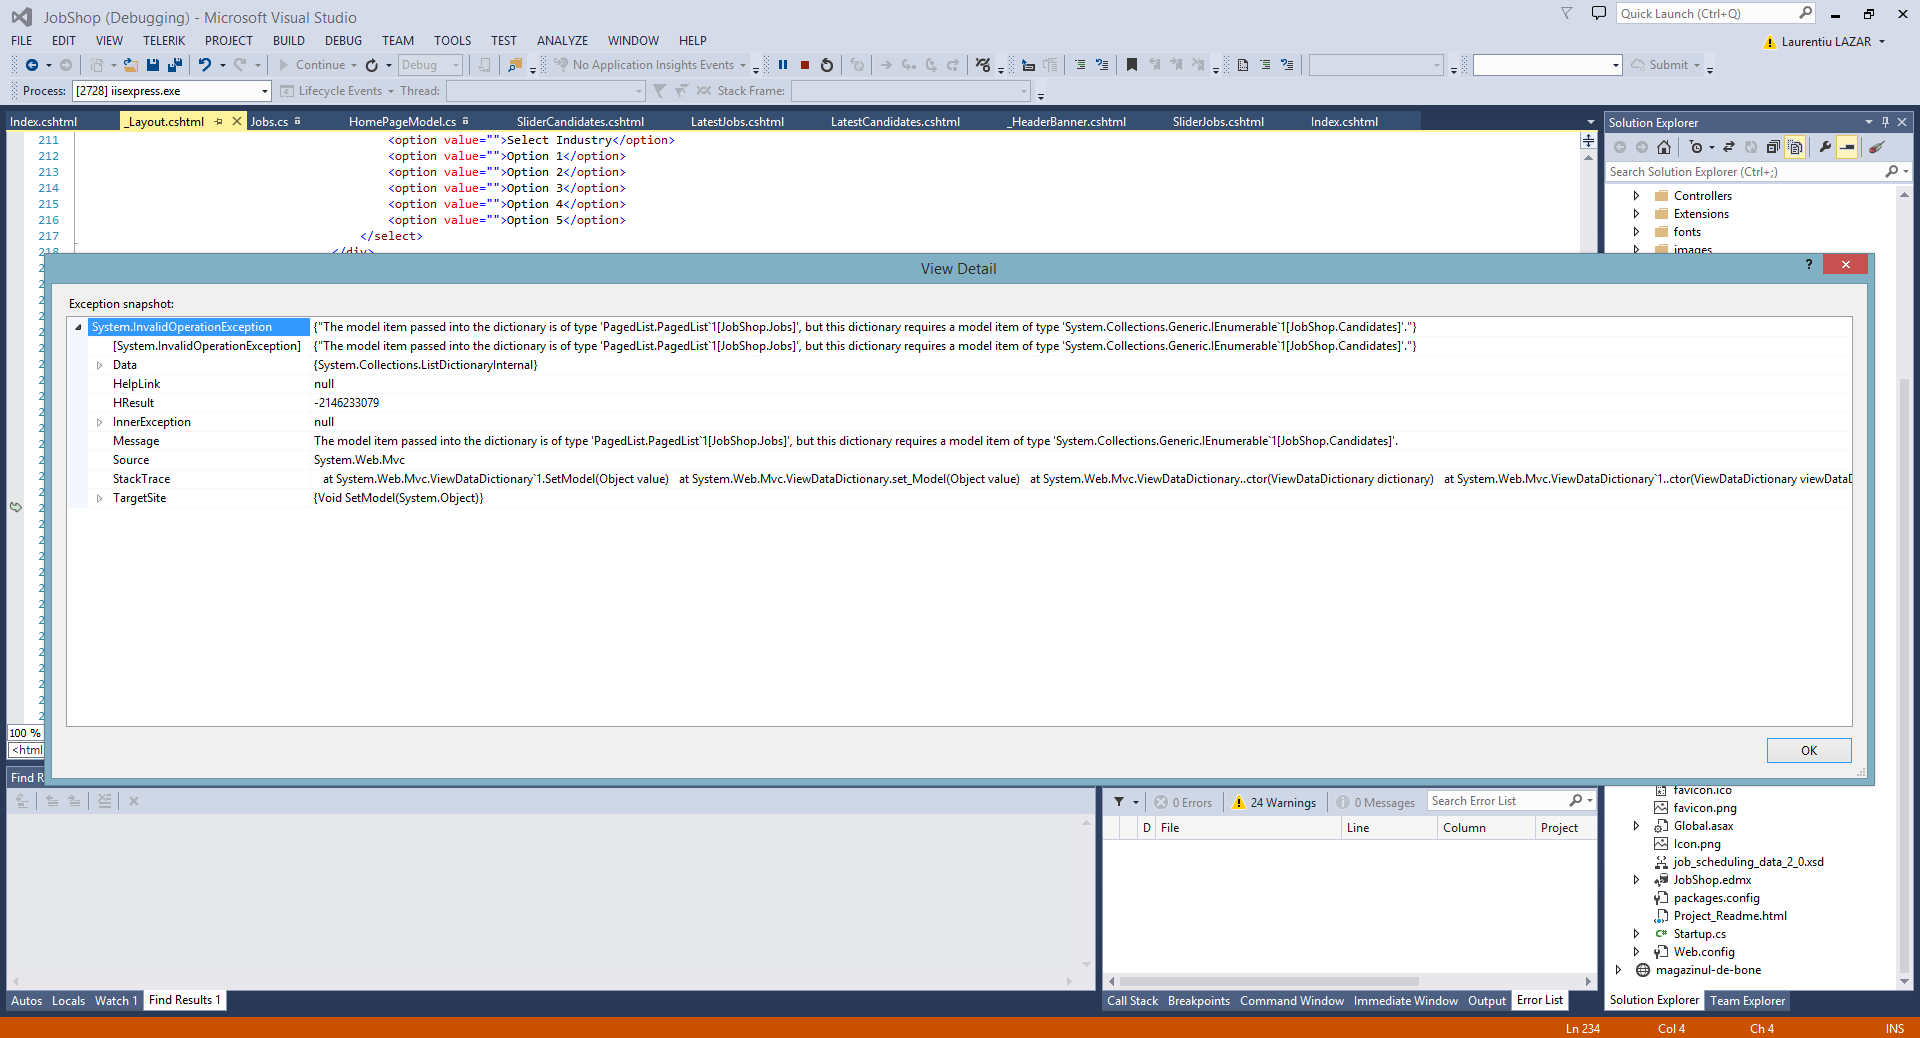 JobShop (Debugging) - Microsoft Visual Studio
Quick Launch (Ctrl+Q)
FILE EDIT VIEW TELERIK PROJECT BUILD DEBUG TEAM TOOLS TEST ANALYZE WINDOW HELP
Laurentiu LAZAR
Continue Debug No Application Insights Events Submit
Process: [2728] iisexpress.exe Lifecycle Events Thread: Stack Frame:
Index.cshtml _Layout.cshtml Jobs.cs HomePageModel.cs SliderCandidates.cshtml LatestJobs.cshtml LatestCandidates.cshtml _HeaderBanner.cshtml SliderJobs.cshtml Index.cshtml
211 <option value="">Select Industry</option>
212 <option value="">Option 1</option>
213 <option value="">Option 2</option>
214 <option value="">Option 3</option>
215 <option value="">Option 4</option>
216 <option value="">Option 5</option>
217 </select>
218 </div>
Solution Explorer
Search Solution Explorer (Ctrl+;)
Controllers
Extensions
fonts
images
View Detail
?
Exception snapshot:
System.InvalidOperationException {"The model item passed into the dictionary is of type 'PagedList.PagedList`1[JobShop.Jobs]', but this dictionary requires a model item of type 'System.Collections.Generic.IEnumerable`1[JobShop.Candidates]'."}
[System.InvalidOperationException] {"The model item passed into the dictionary is of type 'PagedList.PagedList`1[JobShop.Jobs]', but this dictionary requires a model item of type 'System.Collections.Generic.IEnumerable`1[JobShop.Candidates]'."}
Data {System.Collections.ListDictionaryInternal}
HelpLink null
HResult -2146233079
InnerException null
Message The model item passed into the dictionary is of type 'PagedList.PagedList`1[JobShop.Jobs]', but this dictionary requires a model item of type 'System.Collections.Generic.IEnumerable`1[JobShop.Candidates]'.
Source System.Web.Mvc
StackTrace at System.Web.Mvc.ViewDataDictionary`1.SetModel(Object value) at System.Web.Mvc.ViewDataDictionary.set_Model(Object value) at System.Web.Mvc.ViewDataDictionary..ctor(ViewDataDictionary dictionary) at System.Web.Mvc.ViewDataDictionary`1..ctor(ViewDataDictionary viewData
TargetSite {Void SetModel(System.Object)}
OK
100 %
<html
Find R
0 Errors 24 Warnings 0 Messages Search Error List
D File Line Column Project
favicon.ico
favicon.png
Global.asax
Icon.png
job_scheduling_data_2_0.xsd
JobShop.edmx
packages.config
Project_Readme.html
C# Startup.cs
Web.config
magazinul-de-bone
Autos Locals Watch 1 Find Results 1
Call Stack Breakpoints Command Window Immediate Window Output Error List
Solution Explorer Team Explorer
Ln 234 Col 4 Ch 4 INS